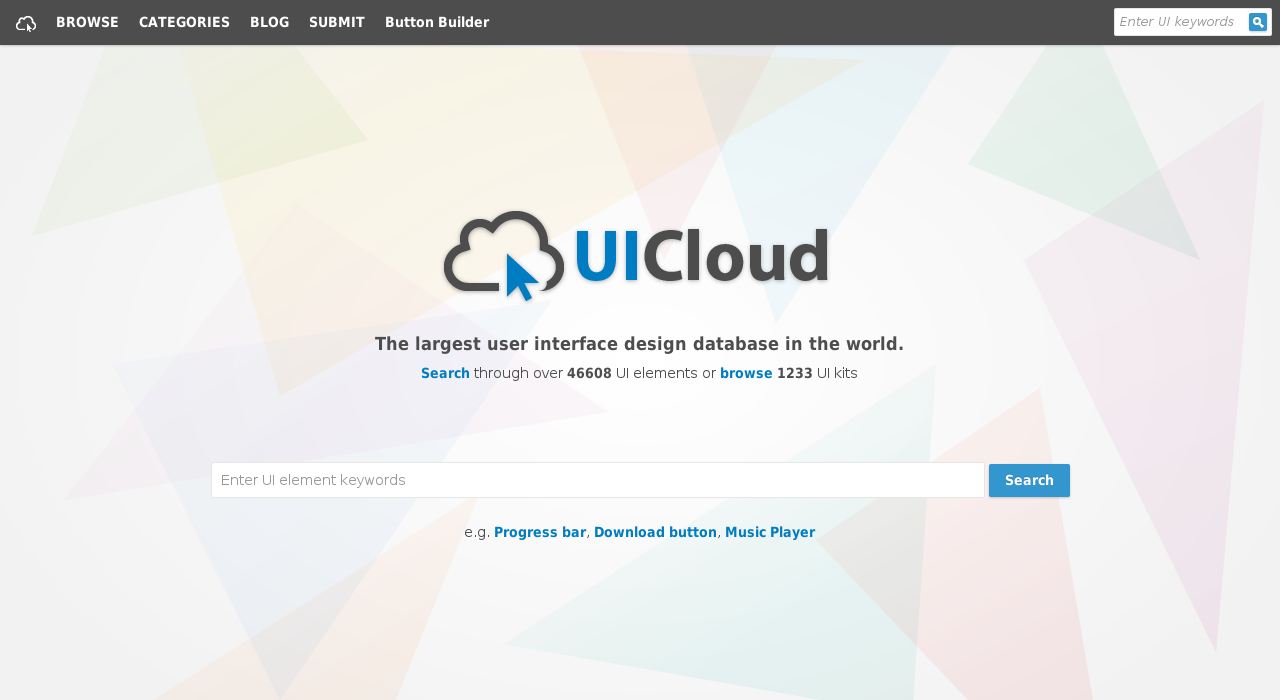 BROWSE CATEGORIES BLOG SUBMIT Button Builder Enter UI keywords
UICloud
The largest user interface design database in the world.
Search through over 46608 UI elements or browse 1233 UI kits
Enter UI element keywords Search
e.g. Progress bar, Download button, Music Player